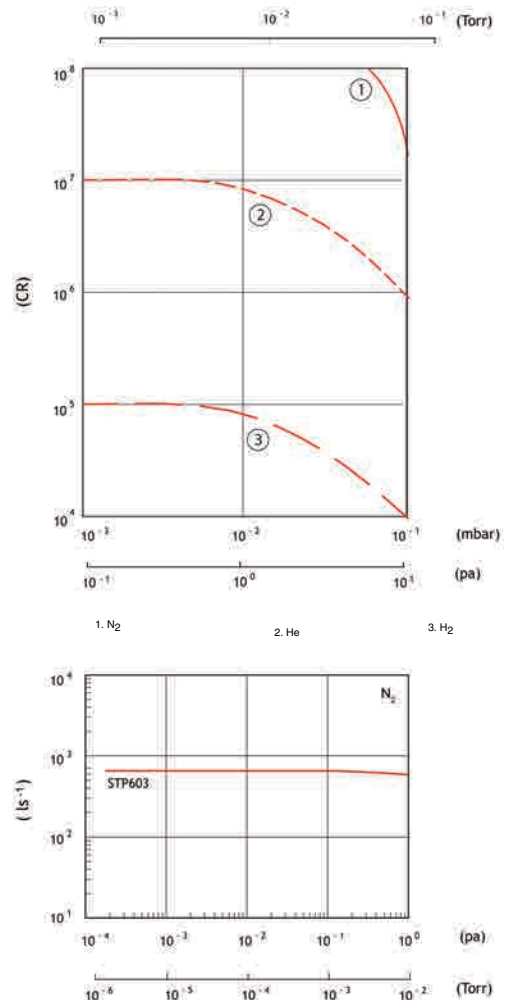 10⁻³ 10⁻² 10⁻¹ (Torr)
10⁻⁸
1
10⁷
2
(CR)
10⁶
10⁵
3
10⁴
10⁻³ 10⁻² 10⁻¹ (mbar)
10⁻¹ 10⁰ 10¹ (pa)
1. N₂ 2. He 3. H₂
10⁴ N₂
10³
STP603
(ls⁻¹)
10²
10¹
10⁻⁴ 10⁻³ 10⁻² 10⁻¹ 10⁰ (pa)
10⁻⁶ 10⁻⁵ 10⁻⁴ 10⁻³ 10⁻² (Torr)